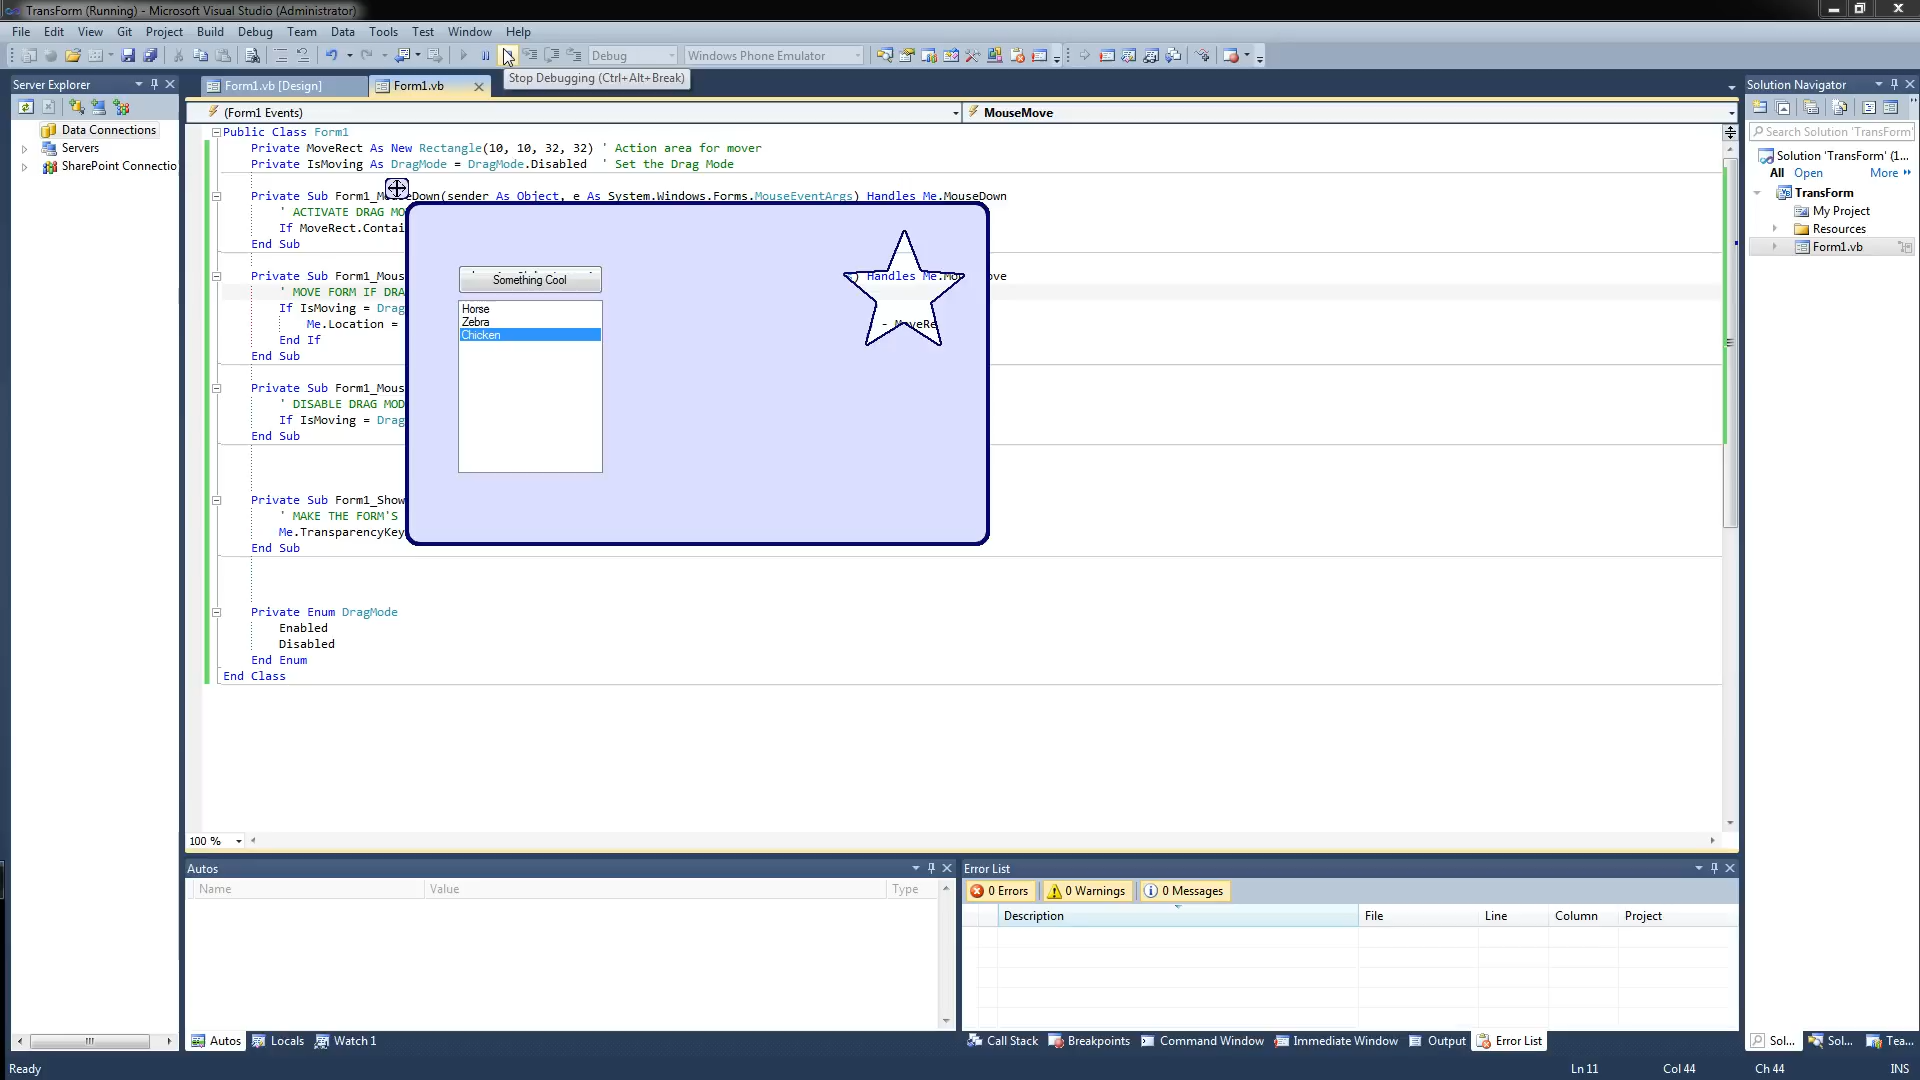 TransForm (Running) - Microsoft Visual Studio (Administrator)
File Edit View Git Project Build Debug Team Data Tools Test Window Help
Debug Windows Phone Emulator
Stop Debugging (Ctrl+Alt+Break)
Server Explorer
Data Connections
Servers
SharePoint Connectio
Form1.vb [Design] Form1.vb
(Form1 Events) MouseMove
Public Class Form1
Private MoveRect As New Rectangle(10, 10, 32, 32) ' Action area for mover
Private IsMoving As DragMode = DragMode.Disabled ' Set the Drag Mode
Private Sub Form1_MouseDown(sender As Object, e As System.Windows.Forms.MouseEventArgs) Handles Me.MouseDown
' ACTIVATE DRAG MO
If MoveRect.Contai
End Sub
Private Sub Form1_Mous ) Handles Me.Mo ove
' MOVE FORM IF DRA
If IsMoving = Drag
Me.Location = - MoveRe
End If
End Sub
Private Sub Form1_Mous
' DISABLE DRAG MOD
If IsMoving = Drag
End Sub
Private Sub Form1_Show
' MAKE THE FORM'S
Me.TransparencyKey
End Sub
Private Enum DragMode
Enabled
Disabled
End Enum
End Class
Something Cool
Horse
Zebra
Chicken
100 %
Solution Navigator
Search Solution 'TransForm'
Solution 'TransForm' (1...
All Open More
TransForm
My Project
Resources
Form1.vb
Autos
Name Value Type
Error List
0 Errors 0 Warnings 0 Messages
Description File Line Column Project
Autos Locals Watch 1
Call Stack Breakpoints Command Window Immediate Window Output Error List
Sol... Sol... Tea...
Ready Ln 11 Col 44 Ch 44 INS